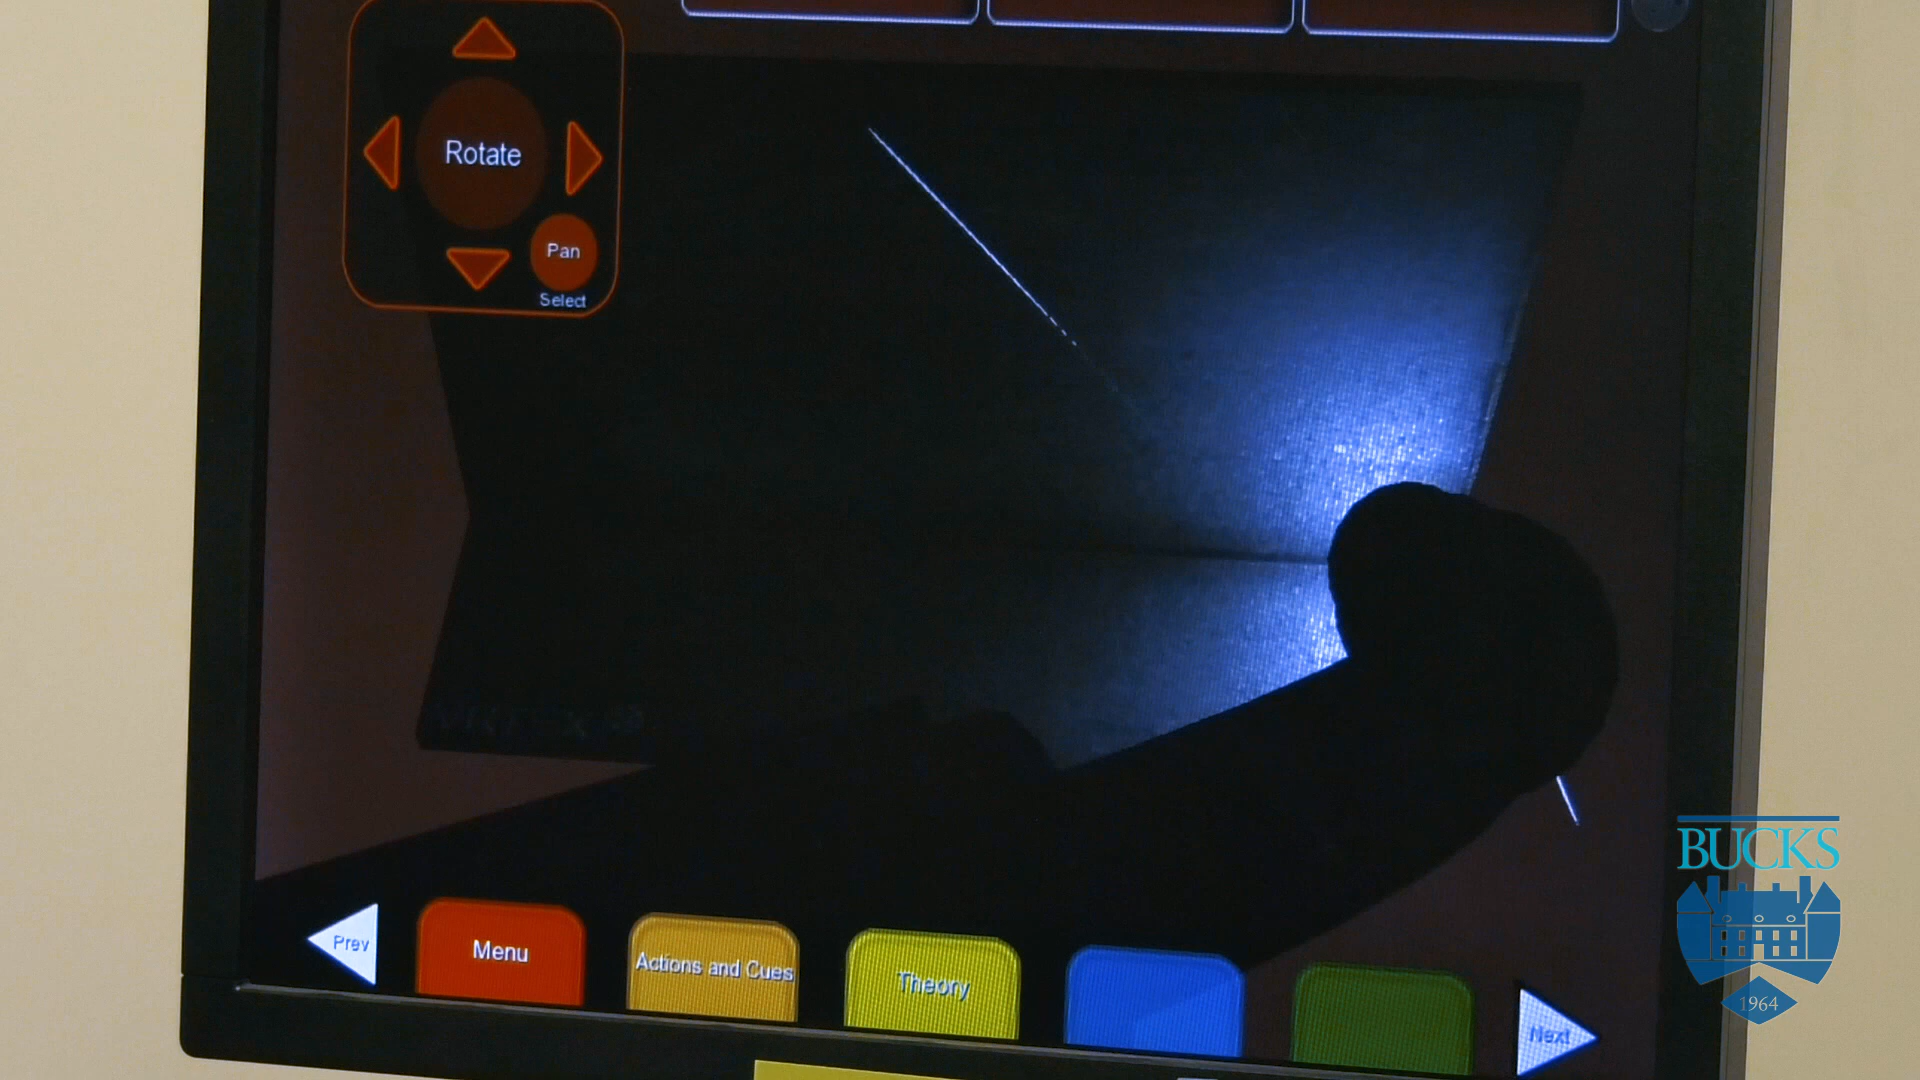 Rotate
Pan
Select
Prev
Menu
Actions and Cues
Theory
Next
BUCKS
1964